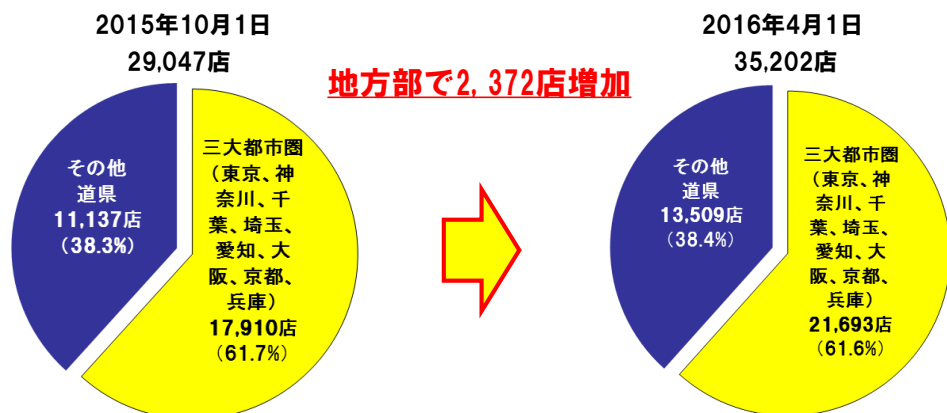 2015年10月1日
29,047店
2016年4月1日
35,202店
地方部で2,372店増加
その他
道県
11,137店
(38.3%)
三大都市圏
(東京、神
奈川、千
葉、埼玉、
愛知、大
阪、京都、
兵庫)
17,910店
(61.7%)
その他
道県
13,509店
(38.4%)
三大都市圏
(東京、神
奈川、千
葉、埼玉、
愛知、大
阪、京都、
兵庫)
21,693店
(61.6%)